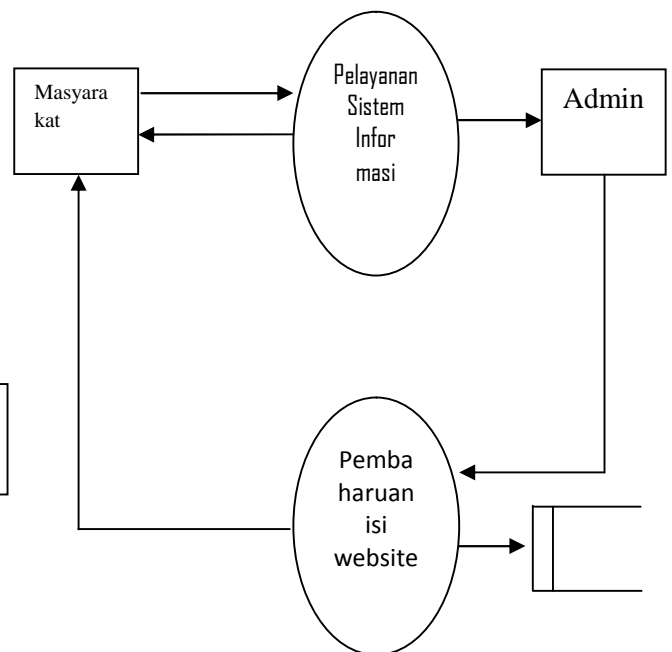 Masyara
kat
Pelayanan
Sistem
Infor
masi
Admin
Pemba
haruan
isi
website